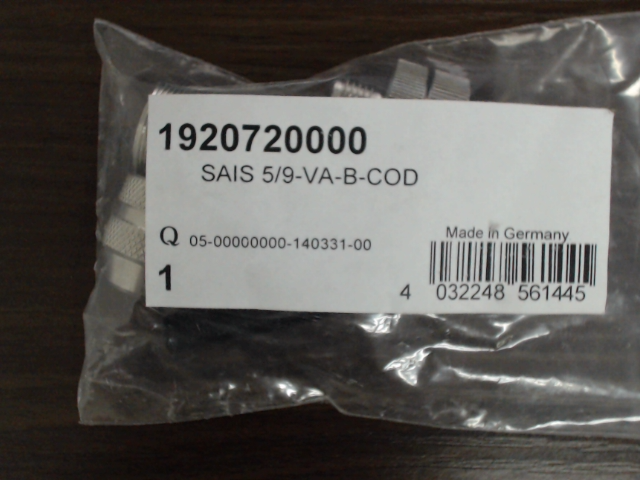 1920720000
SAIS 5/9-VA-B-COD
Q 05-00000000-140331-00
Made in Germany
1
4 032248 561445